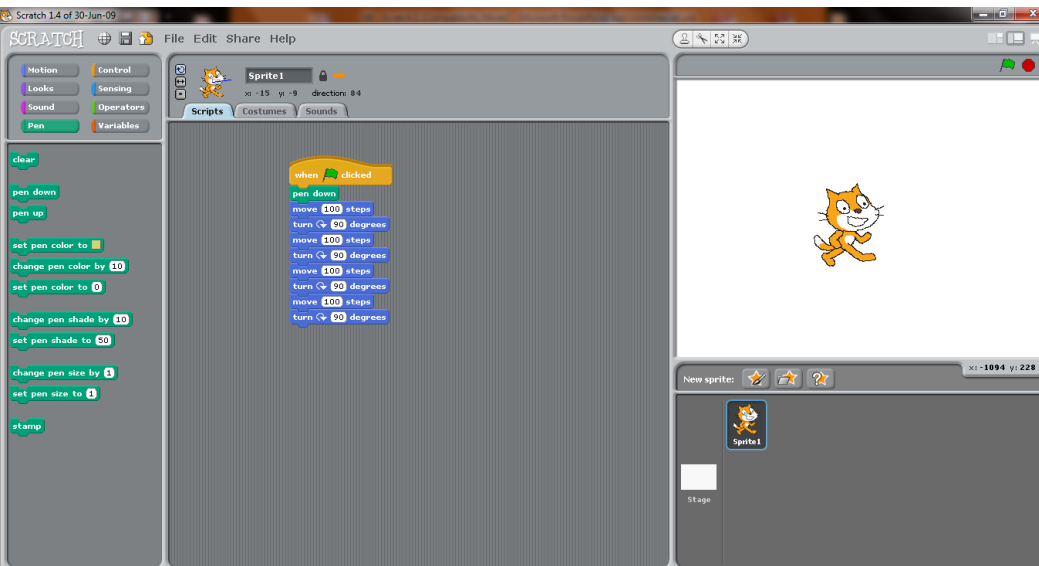 Scratch 1.4 of 30-Jun-09
SCRATCH File Edit Share Help
Motion Control
Looks Sensing
Sound Operators
Pen Variables
clear
pen down
pen up
set pen color to
change pen color by 10
set pen color to 0
change pen shade by 10
set pen shade to 50
change pen size by 1
set pen size to 1
stamp
Sprite1
x: -15 y: -9 direction: 84
Scripts Costumes Sounds
when clicked
pen down
move 100 steps
turn 90 degrees
move 100 steps
turn 90 degrees
move 100 steps
turn 90 degrees
move 100 steps
turn 90 degrees
x: -1094 y: 228
New sprite:
Sprite1
Stage